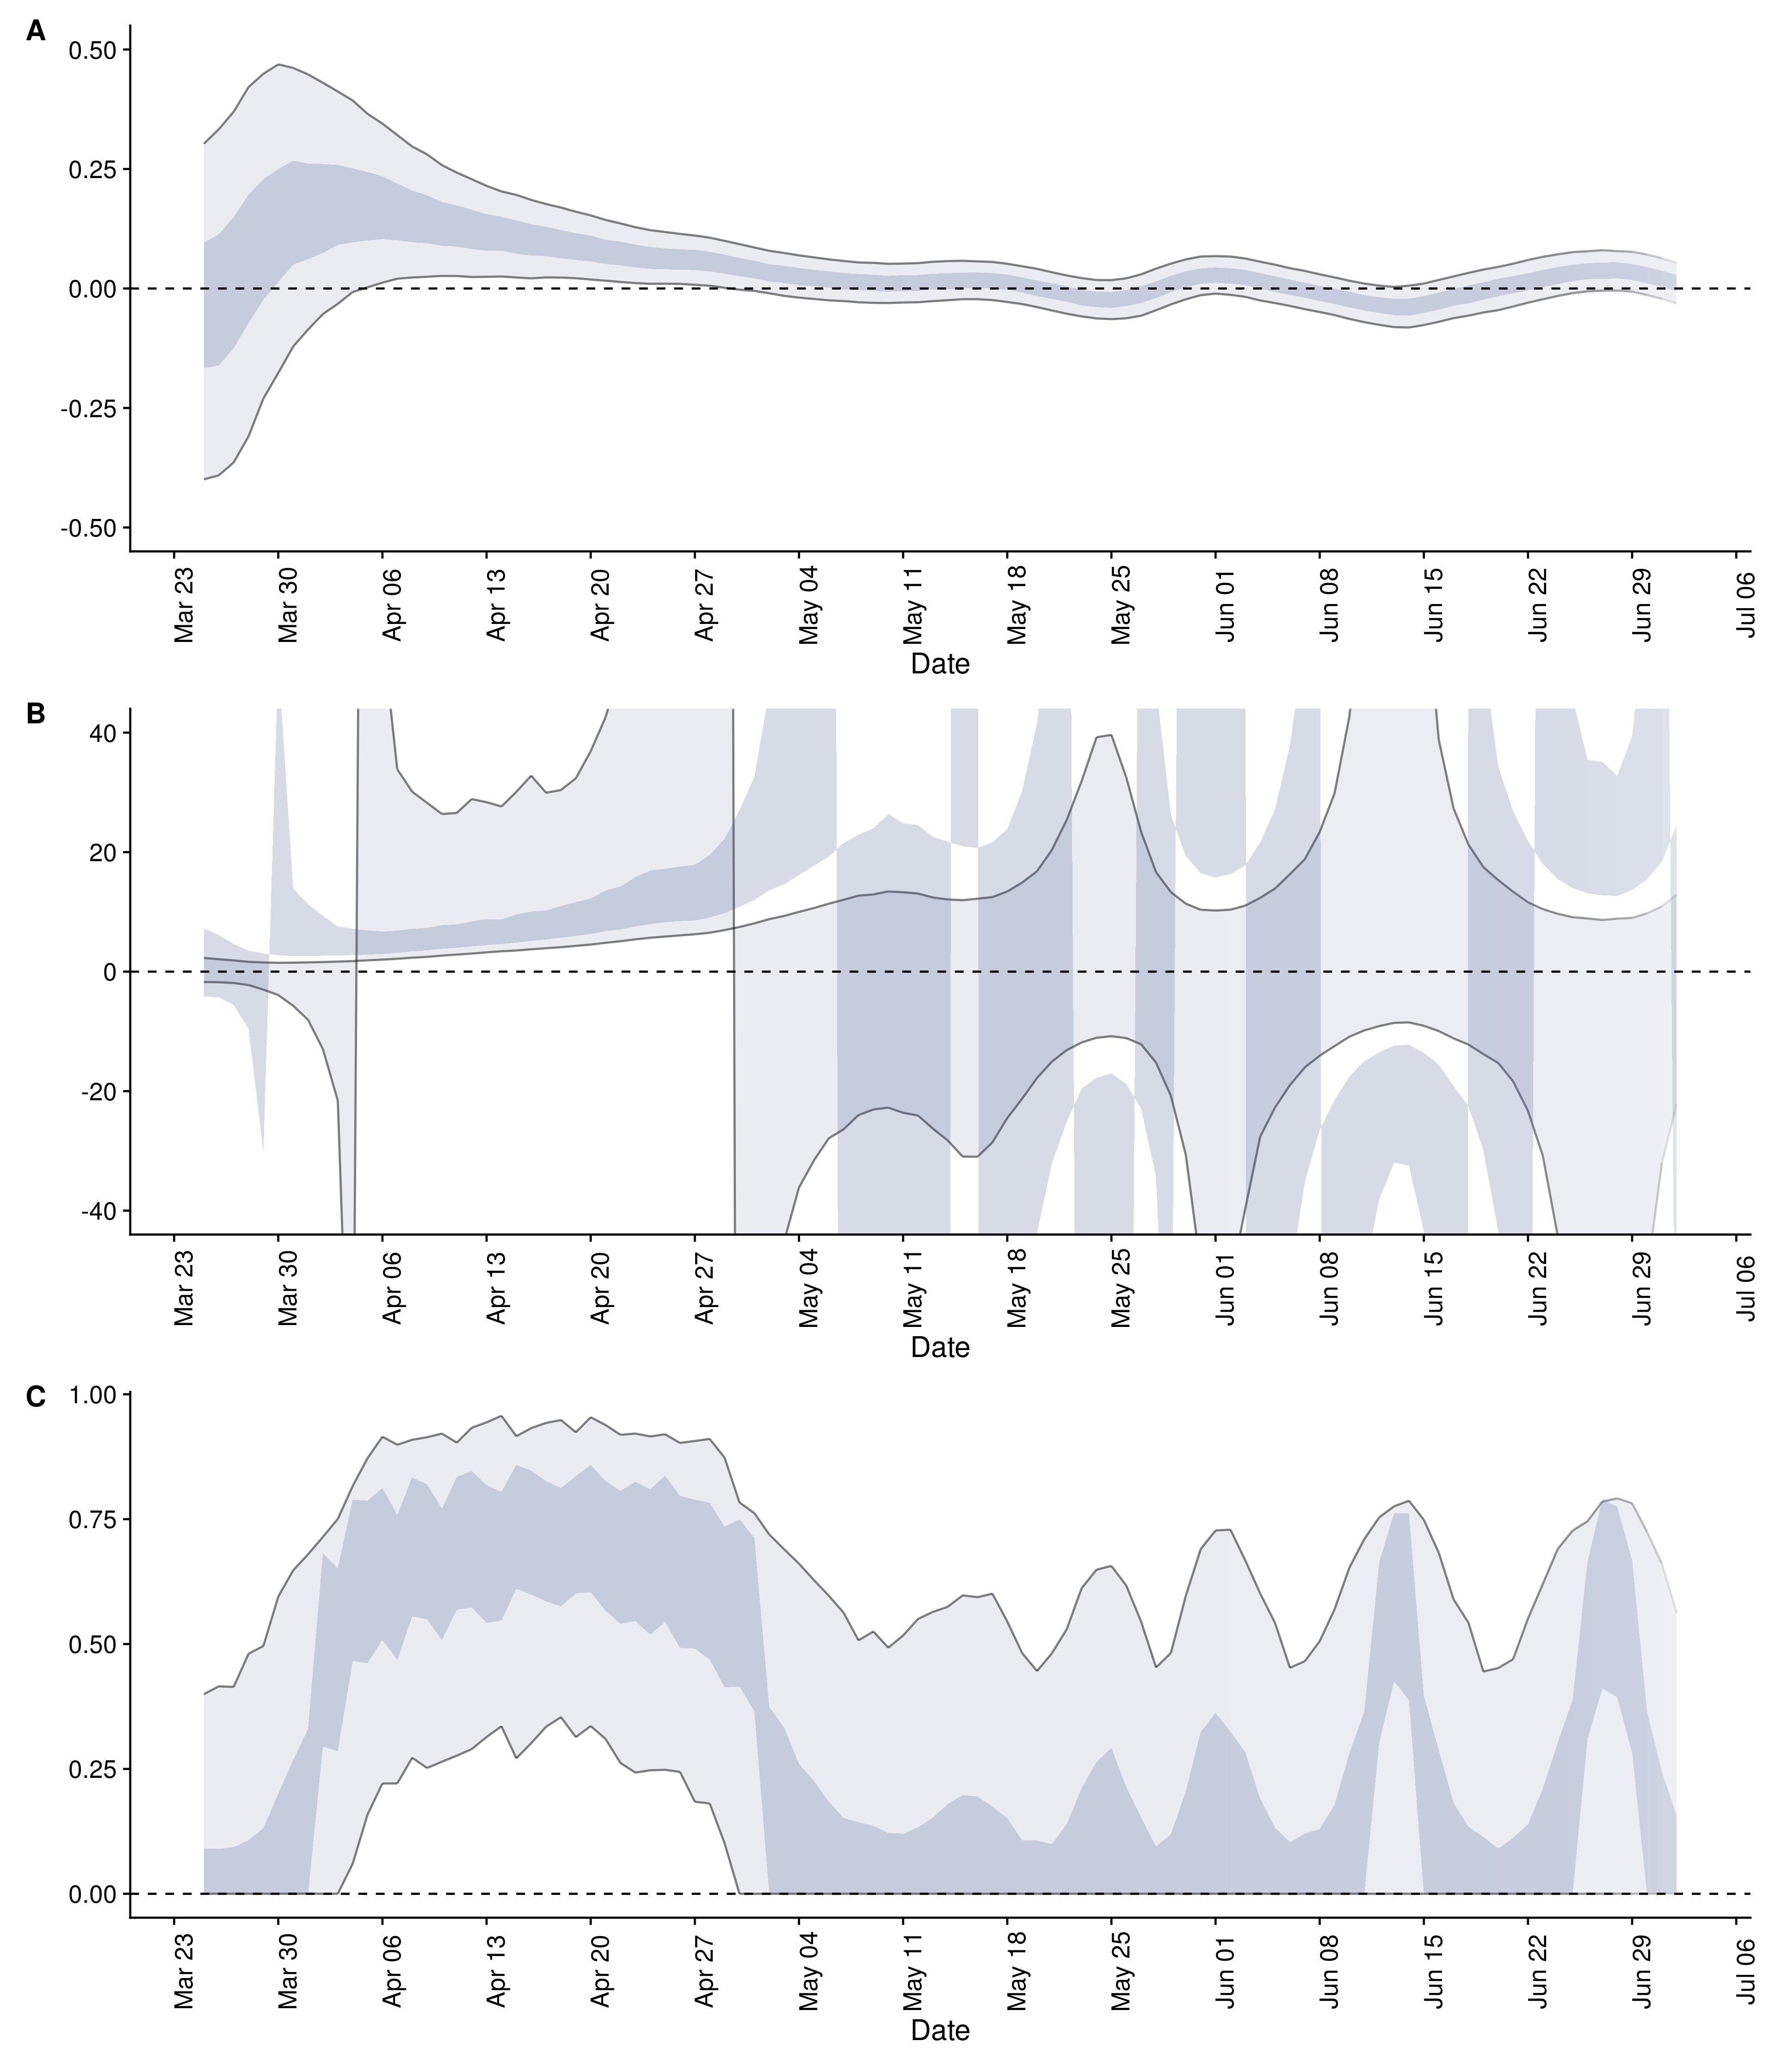 A
0.50
0.25
0.00
-0.25
-0.50
Mar 23
Mar 30
Apr 06
Apr 13
Apr 20
Apr 27
May 04
May 11
May 18
May 25
Jun 01
Jun 08
Jun 15
Jun 22
Jun 29
Jul 06
Date
B
40
20
0
-20
-40
Mar 23
Mar 30
Apr 06
Apr 13
Apr 20
Apr 27
May 04
May 11
May 18
May 25
Jun 01
Jun 08
Jun 15
Jun 22
Jun 29
Jul 06
Date
C
1.00
0.75
0.50
0.25
0.00
Mar 23
Mar 30
Apr 06
Apr 13
Apr 20
Apr 27
May 04
May 11
May 18
May 25
Jun 01
Jun 08
Jun 15
Jun 22
Jun 29
Jul 06
Date